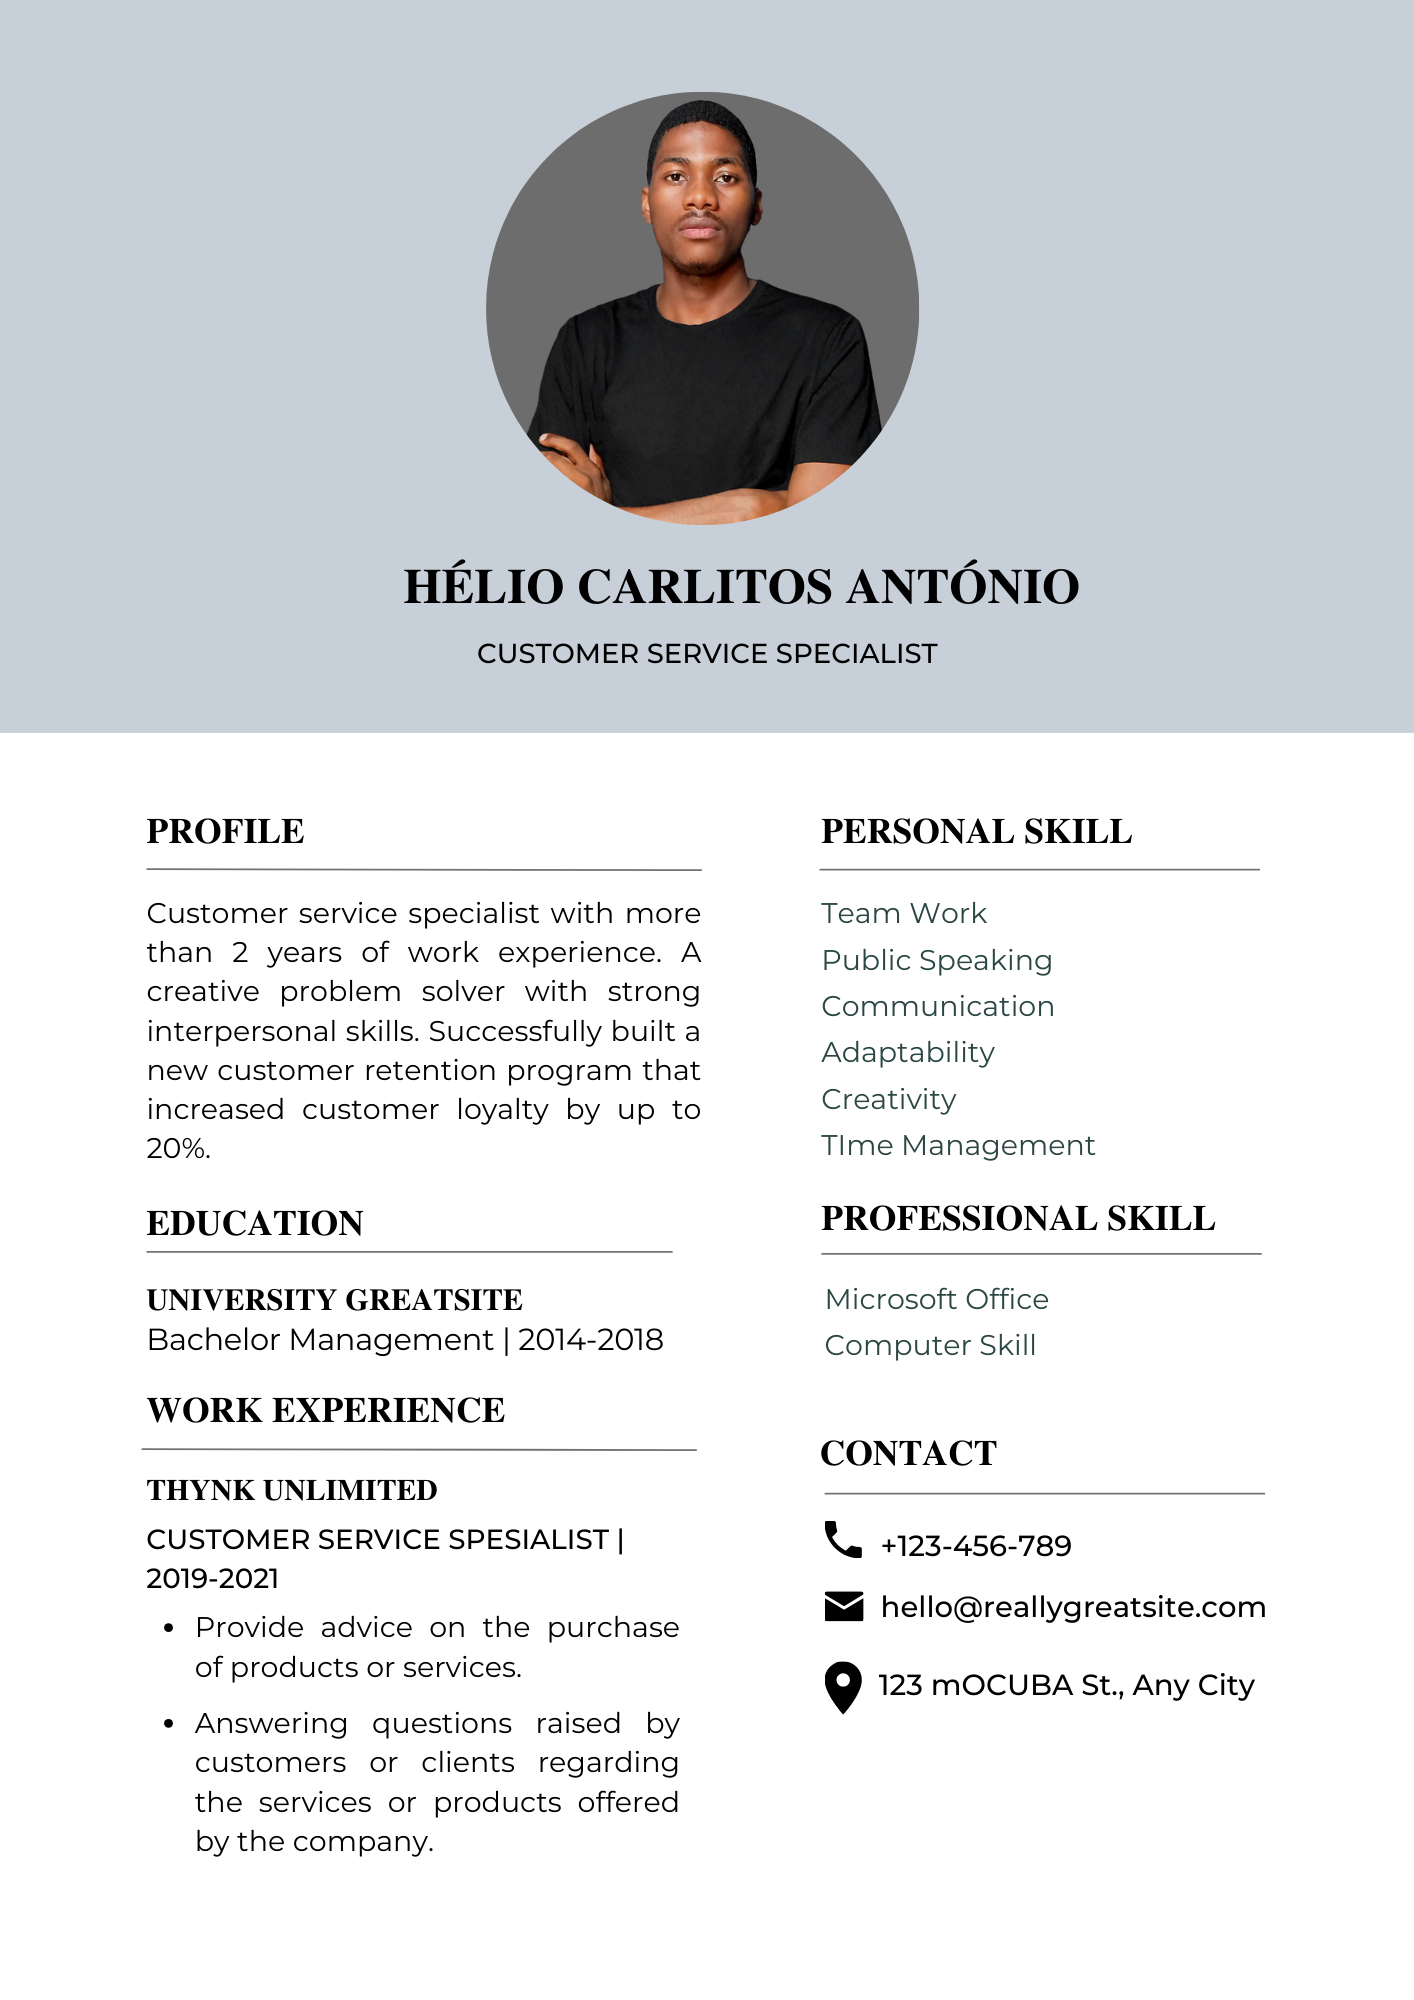 HÉLIO CARLITOS ANTÓNIO
CUSTOMER SERVICE SPECIALIST
PROFILE
Customer service specialist with more
than 2 years of work experience. A
creative problem solver with strong
interpersonal skills. Successfully built a
new customer retention program that
increased customer loyalty by up to
20%.
EDUCATION
UNIVERSITY GREATSITE
Bachelor Management | 2014-2018
WORK EXPERIENCE
THYNK UNLIMITED
CUSTOMER SERVICE SPESIALIST |
2019-2021
• Provide advice on the purchase
of products or services.
• Answering questions raised by
customers or clients regarding
the services or products offered
by the company.
PERSONAL SKILL
Team Work
Public Speaking
Communication
Adaptability
Creativity
TIme Management
PROFESSIONAL SKILL
Microsoft Office
Computer Skill
CONTACT
+123-456-789
hello@reallygreatsite.com
123 mOCUBA St., Any City